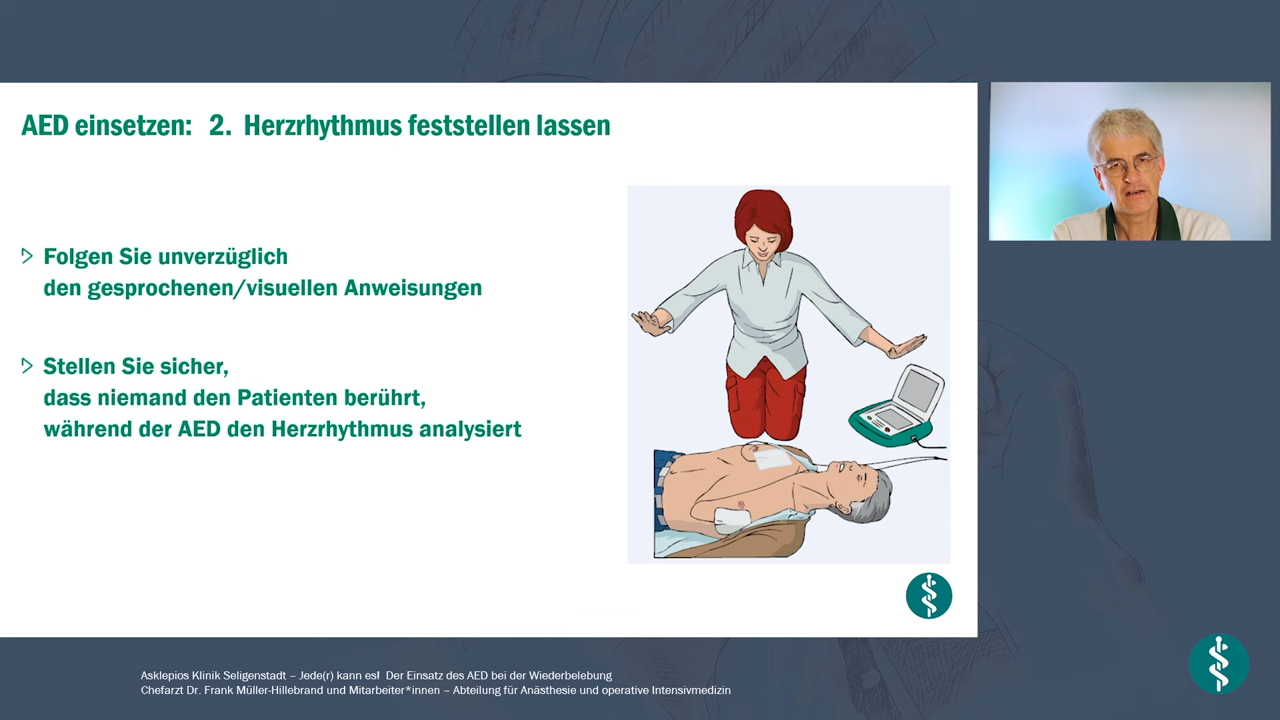 AED einsetzen: 2. Herzrhythmus feststellen lassen
Folgen Sie unverzüglich
den gesprochenen/visuellen Anweisungen
Stellen Sie sicher,
dass niemand den Patienten berührt,
während der AED den Herzrhythmus analysiert
Asklepios Klinik Seligenstadt – Jede(r) kann es! Der Einsatz des AED bei der Wiederbelebung
Chefarzt Dr. Frank Müller-Hillebrand und Mitarbeiter*innen – Abteilung für Anästhesie und operative Intensivmedizin